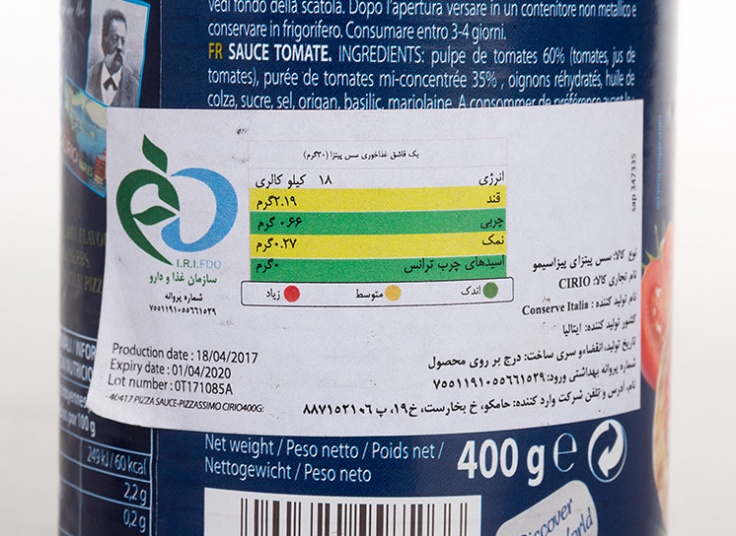 vedi fondo della scatola. Dopo l'apertura versare in un contenitore non metallico e
conservare in frigorifero. Consumare entro 3-4 giorni.
FR SAUCE TOMATE. INGREDIENTS: pulpe de tomates 60% (tomates, jus de
tomates), purée de tomates mi-concentrée 35% , oignons réhydratés, huile de
colza, sucre, sel, origan, basilic, marjolaine. A consommer de préférence avant le
یک قاشق غذاخوری سس پیتزا (۳۰گرم)
انرژی ۱۸ کیلو کالری
قند ۲.۱۹گرم
چربی ۰.۶۶ گرم
نمک ۰.۲۷گرم
اسیدهای چرب ترانس ۰گرم
اندک متوسط زیاد
I.R.I.FDO
سازمان غذا و دارو
شماره پروانه
۷۵۵۱۱۹۱۰۵۵۶۶۱۵۲۹
sap 347335
نوع کالا: سس پیتزای پیزاسیمو
نام تجاری کالا: CIRIO
نام تولید کننده : Conserve Italia
کشور تولید کننده: ایتالیا
تاریخ تولید، انقضاءو سری ساخت: درج بر روی محصول
شماره پروانه بهداشتی ورود: ۷۵۵۱۱۹۱۰۵۵۶۶۱۵۲۹
نام، آدرس و تلفن شرکت وارد کننده: حامکو، خ بخارست، خ۱۹، پ ۶ ۸۸۷۱۵۲۱۰
Production date : 18/04/2017
Expiry date : 01/04/2020
Lot number : 0T171085A
40417 PIZZA SAUCE-PIZZASSIMO CIRIO400G:
Net weight / Peso netto / Poids net /
Nettogewicht / Peso neto
400 g e
249 kJ / 60 kcal
2,2 g
0,2 g
Discover